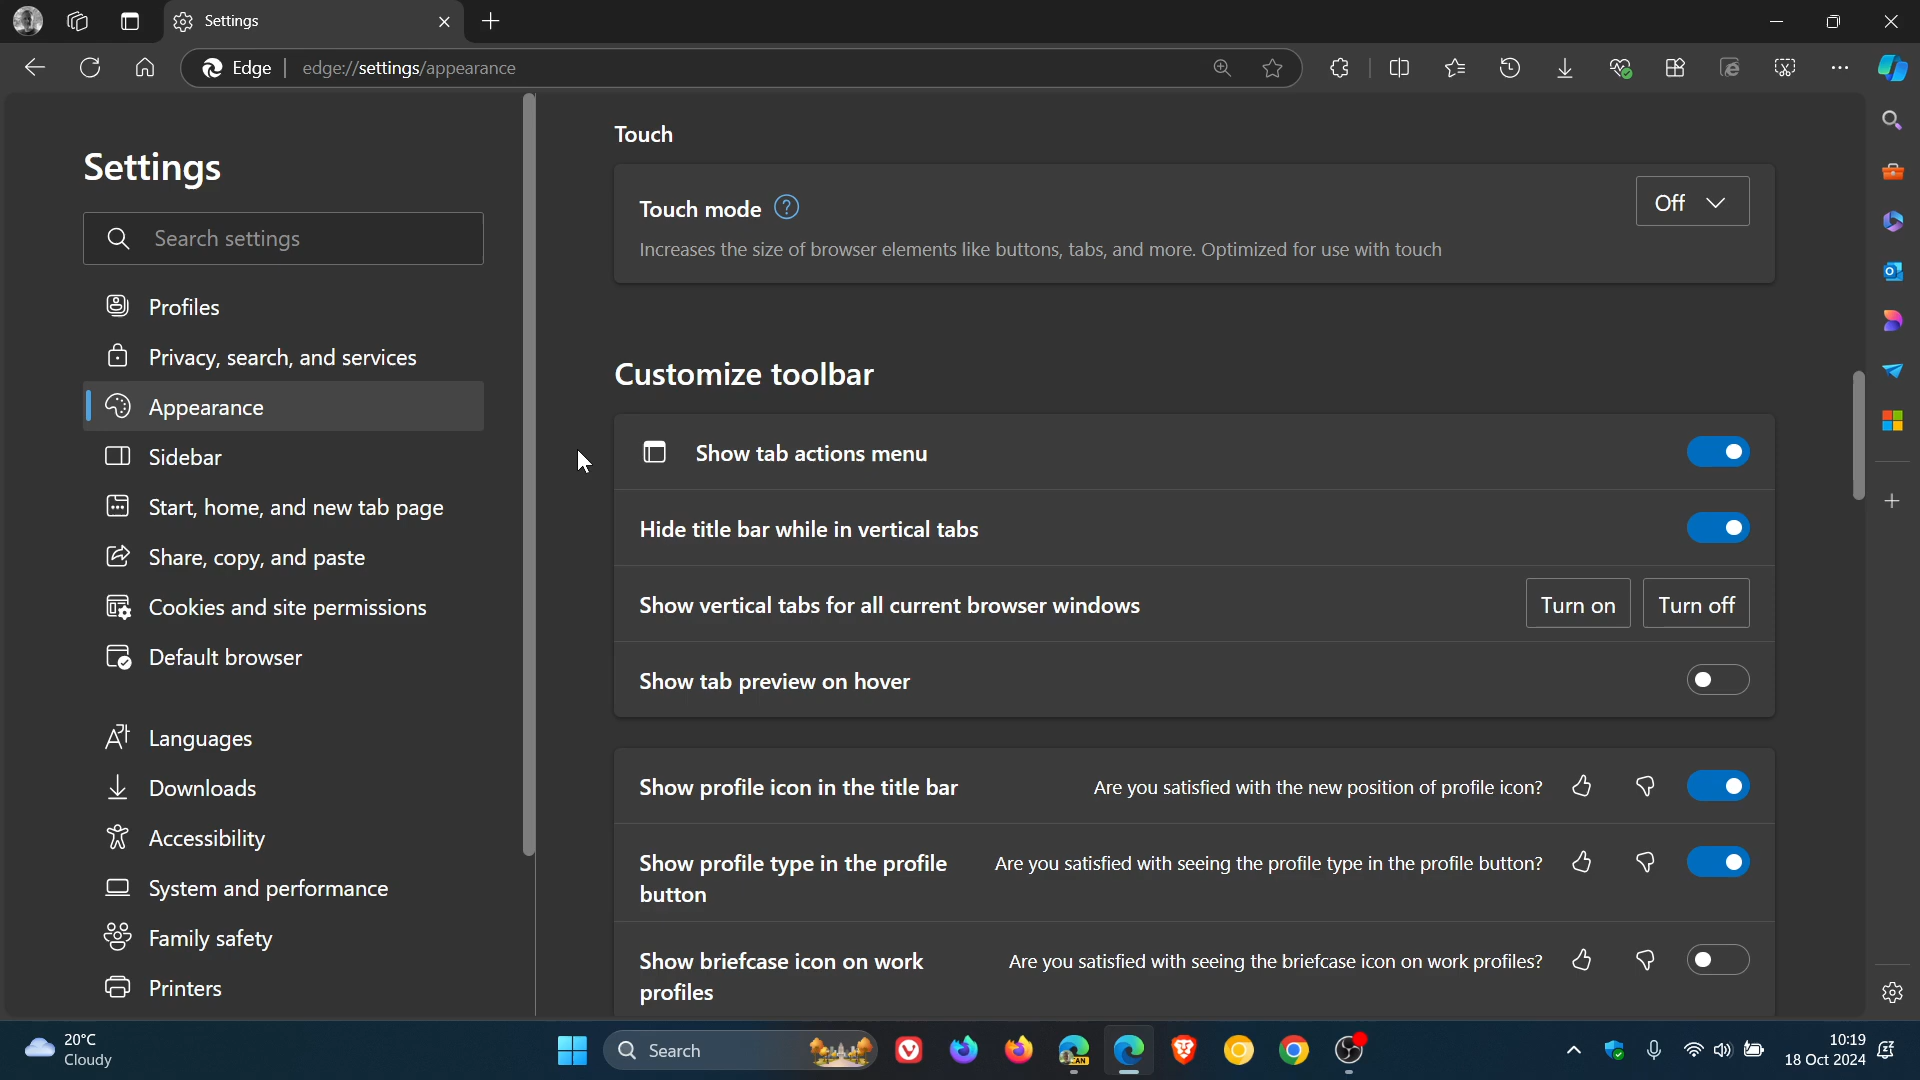 Settings
Edge
edge://settings/appearance
Settings
Search settings
Profiles
Privacy, search, and services
Appearance
Sidebar
Start, home, and new tab page
Share, copy, and paste
Cookies and site permissions
Default browser
Languages
Downloads
Accessibility
System and performance
Family safety
Printers
Touch
Touch mode
Off
Increases the size of browser elements like buttons, tabs, and more. Optimized for use with touch
Customize toolbar
Show tab actions menu
Hide title bar while in vertical tabs
Show vertical tabs for all current browser windows
Turn on
Turn off
Show tab preview on hover
Show profile icon in the title bar
Are you satisfied with the new position of profile icon?
Show profile type in the profile
button
Are you satisfied with seeing the profile type in the profile button?
Show briefcase icon on work
profiles
Are you satisfied with seeing the briefcase icon on work profiles?
20°C
Cloudy
Search
CAN
10:19
18 Oct 2024